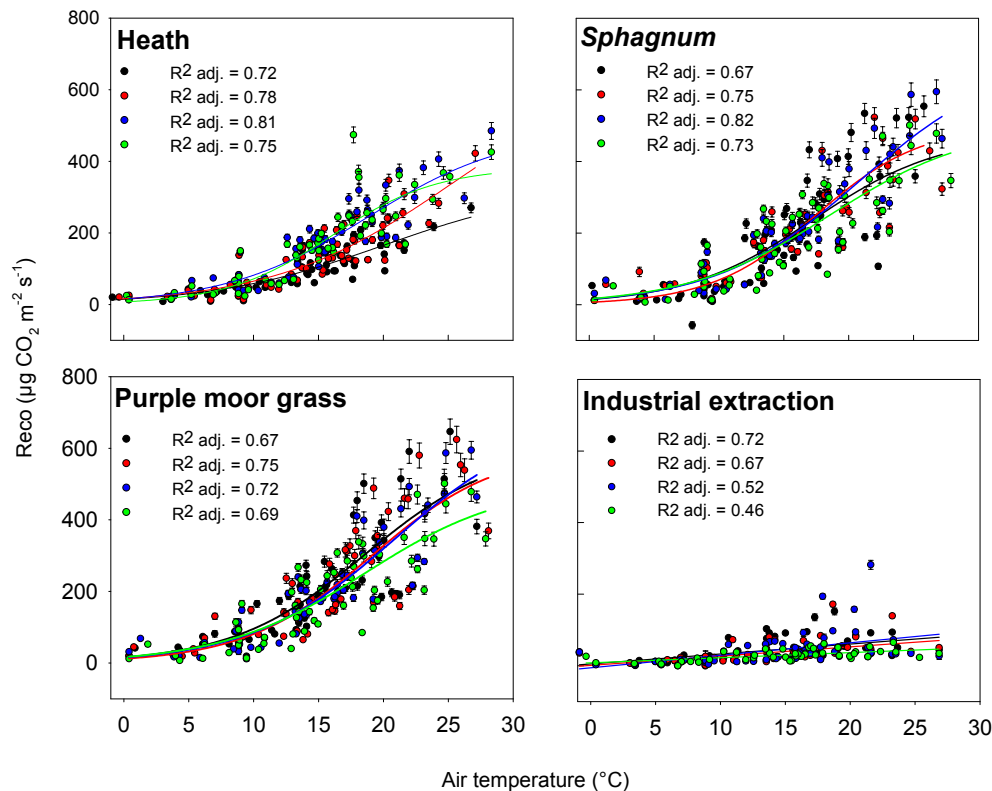 Heath
R² adj. = 0.72
R² adj. = 0.78
R² adj. = 0.81
R² adj. = 0.75
Sphagnum
R² adj. = 0.67
R² adj. = 0.75
R² adj. = 0.82
R² adj. = 0.73
Purple moor grass
R² adj. = 0.67
R² adj. = 0.75
R² adj. = 0.72
R² adj. = 0.69
Industrial extraction
R2 adj. = 0.72
R2 adj. = 0.67
R2 adj. = 0.52
R2 adj. = 0.46
800
600
400
200
0
800
600
400
200
0
Reco (µg CO₂ m⁻² s⁻¹)
0 5 10 15 20 25 30
0 5 10 15 20 25 30
Air temperature (°C)